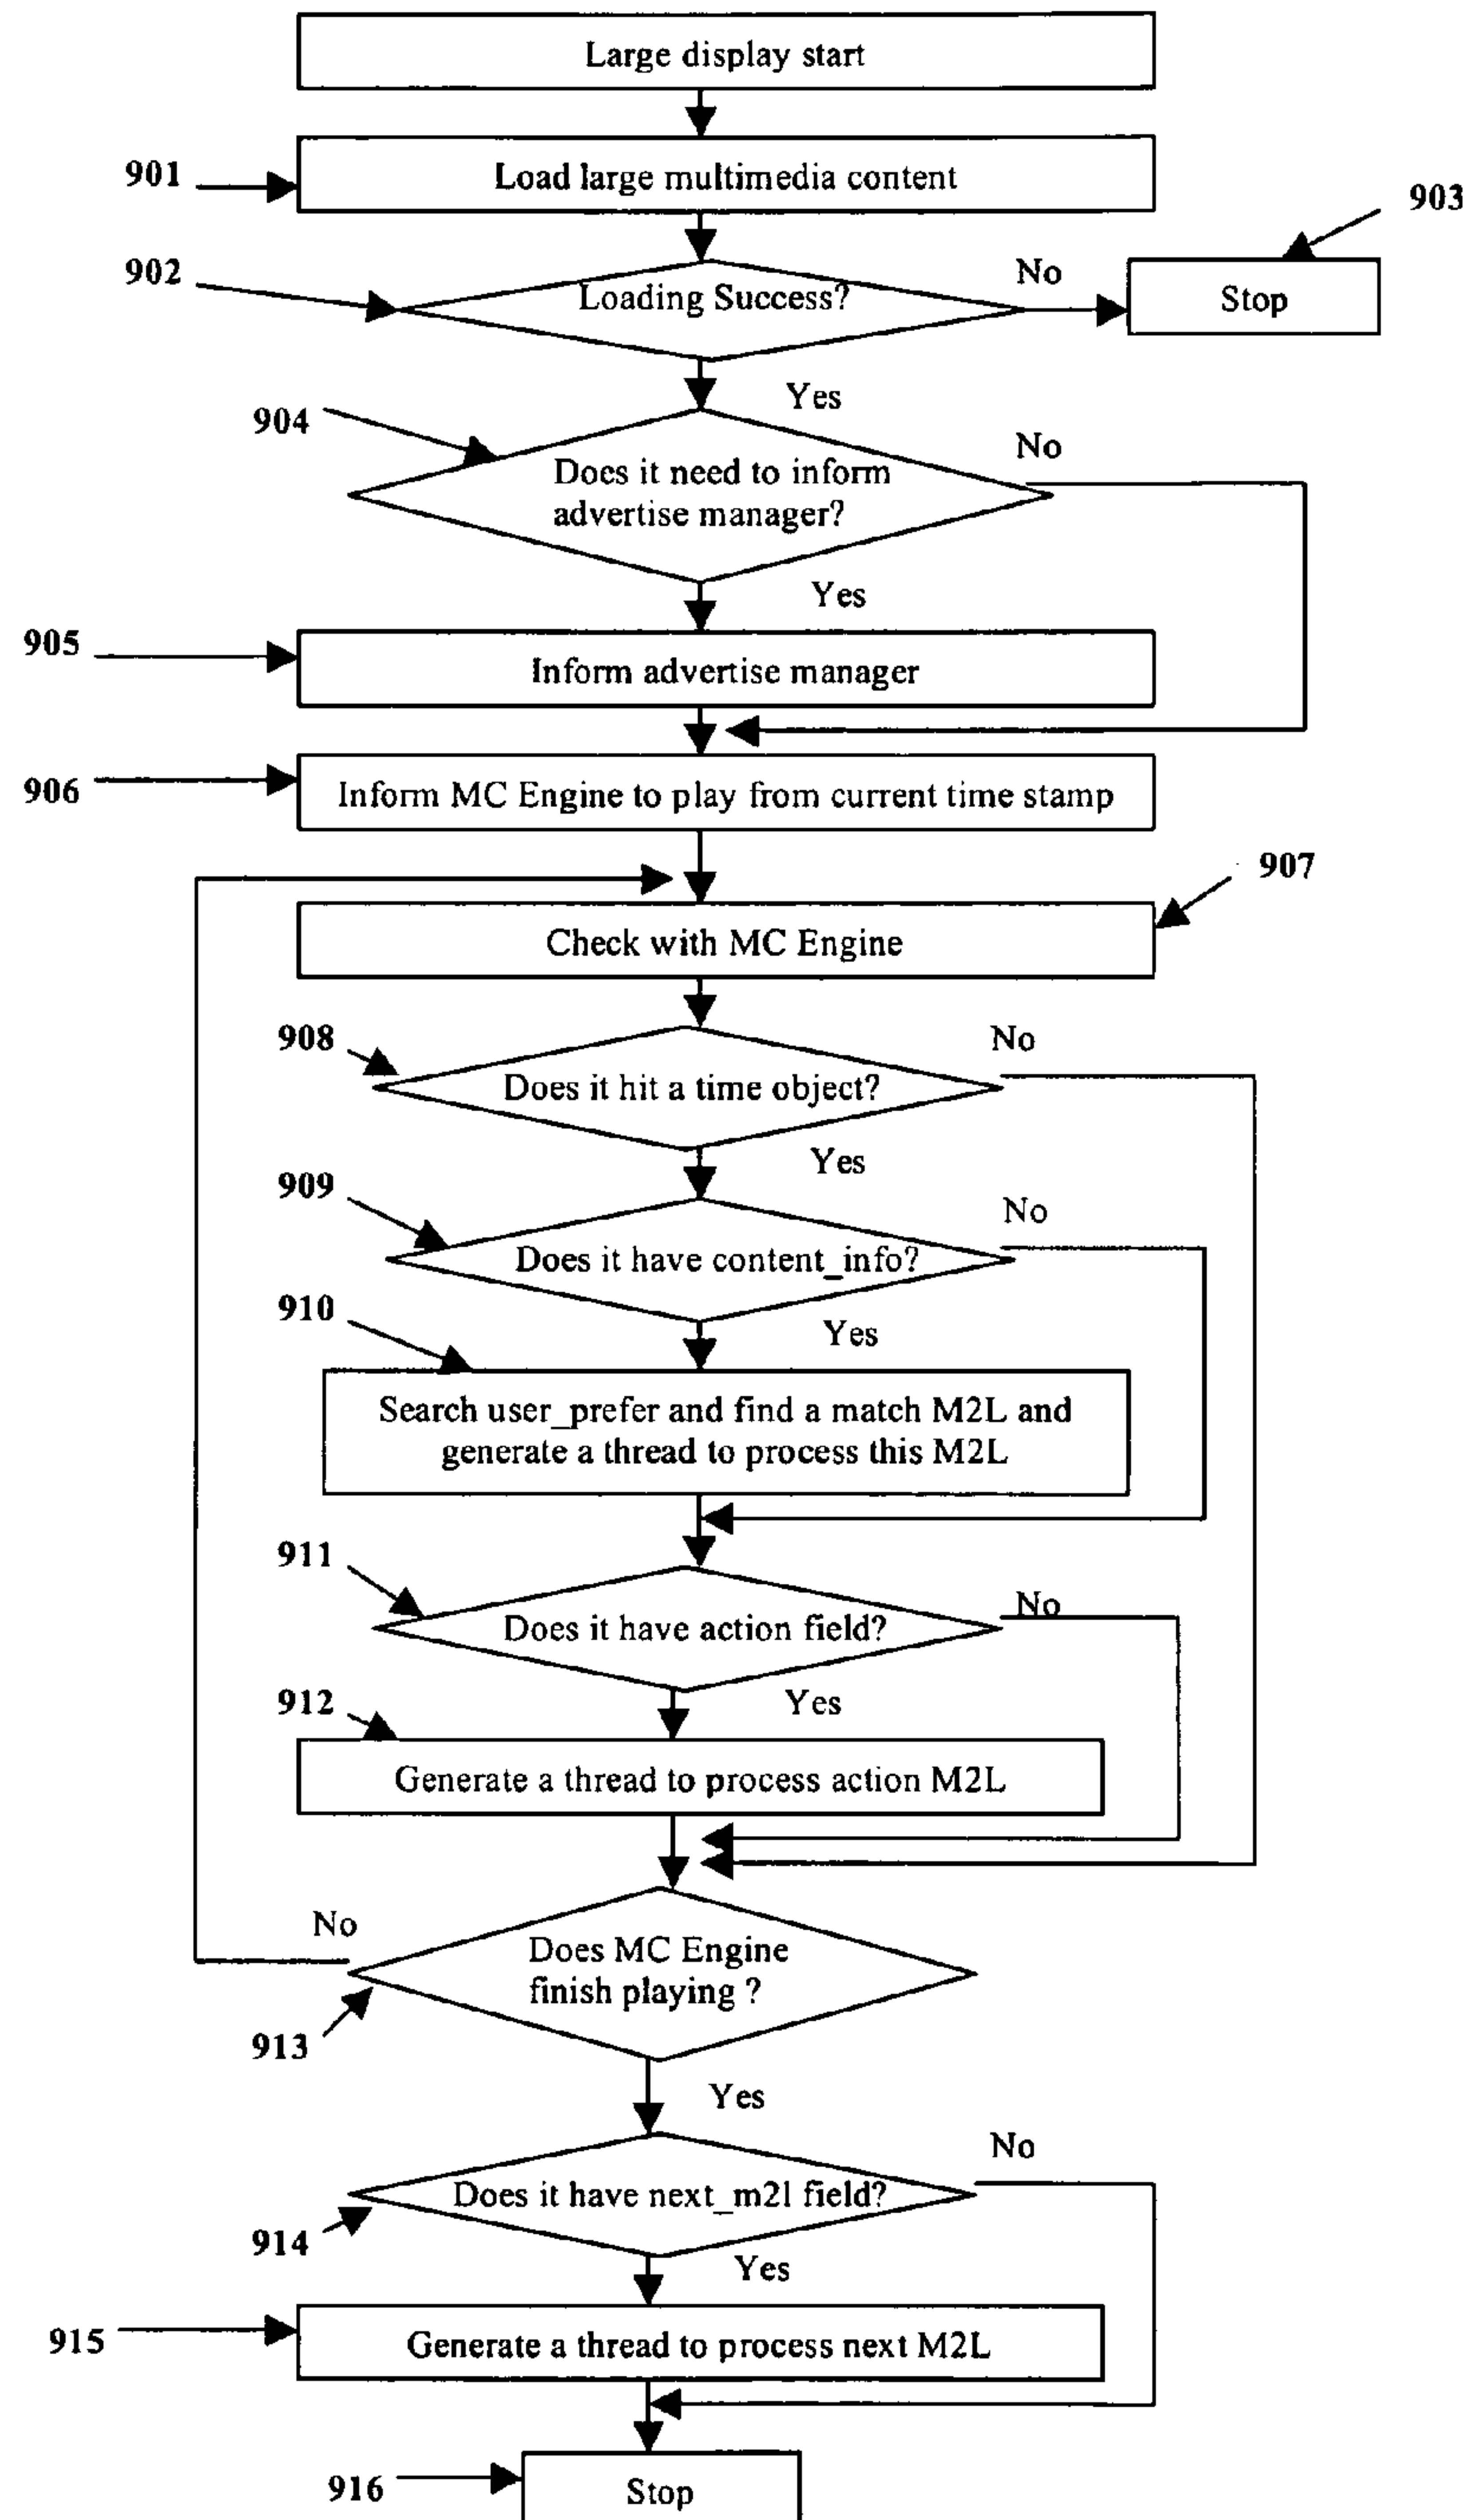 Large display start
901
Load large multimedia content
903
902
Loading Success?
No
Stop
Yes
904
Does it need to inform
advertise manager?
No
Yes
905
Inform advertise manager
906
Inform MC Engine to play from current time stamp
907
Check with MC Engine
908
No
Does it hit a time object?
Yes
909
No
Does it have content_info?
910
Yes
Search user_prefer and find a match M2L and
generate a thread to process this M2L
911
No
Does it have action field?
912
Yes
Generate a thread to process action M2L
No
Does MC Engine
finish playing ?
913
Yes
No
Does it have next_m2l field?
914
Yes
915
Generate a thread to process next M2L
916
Stop